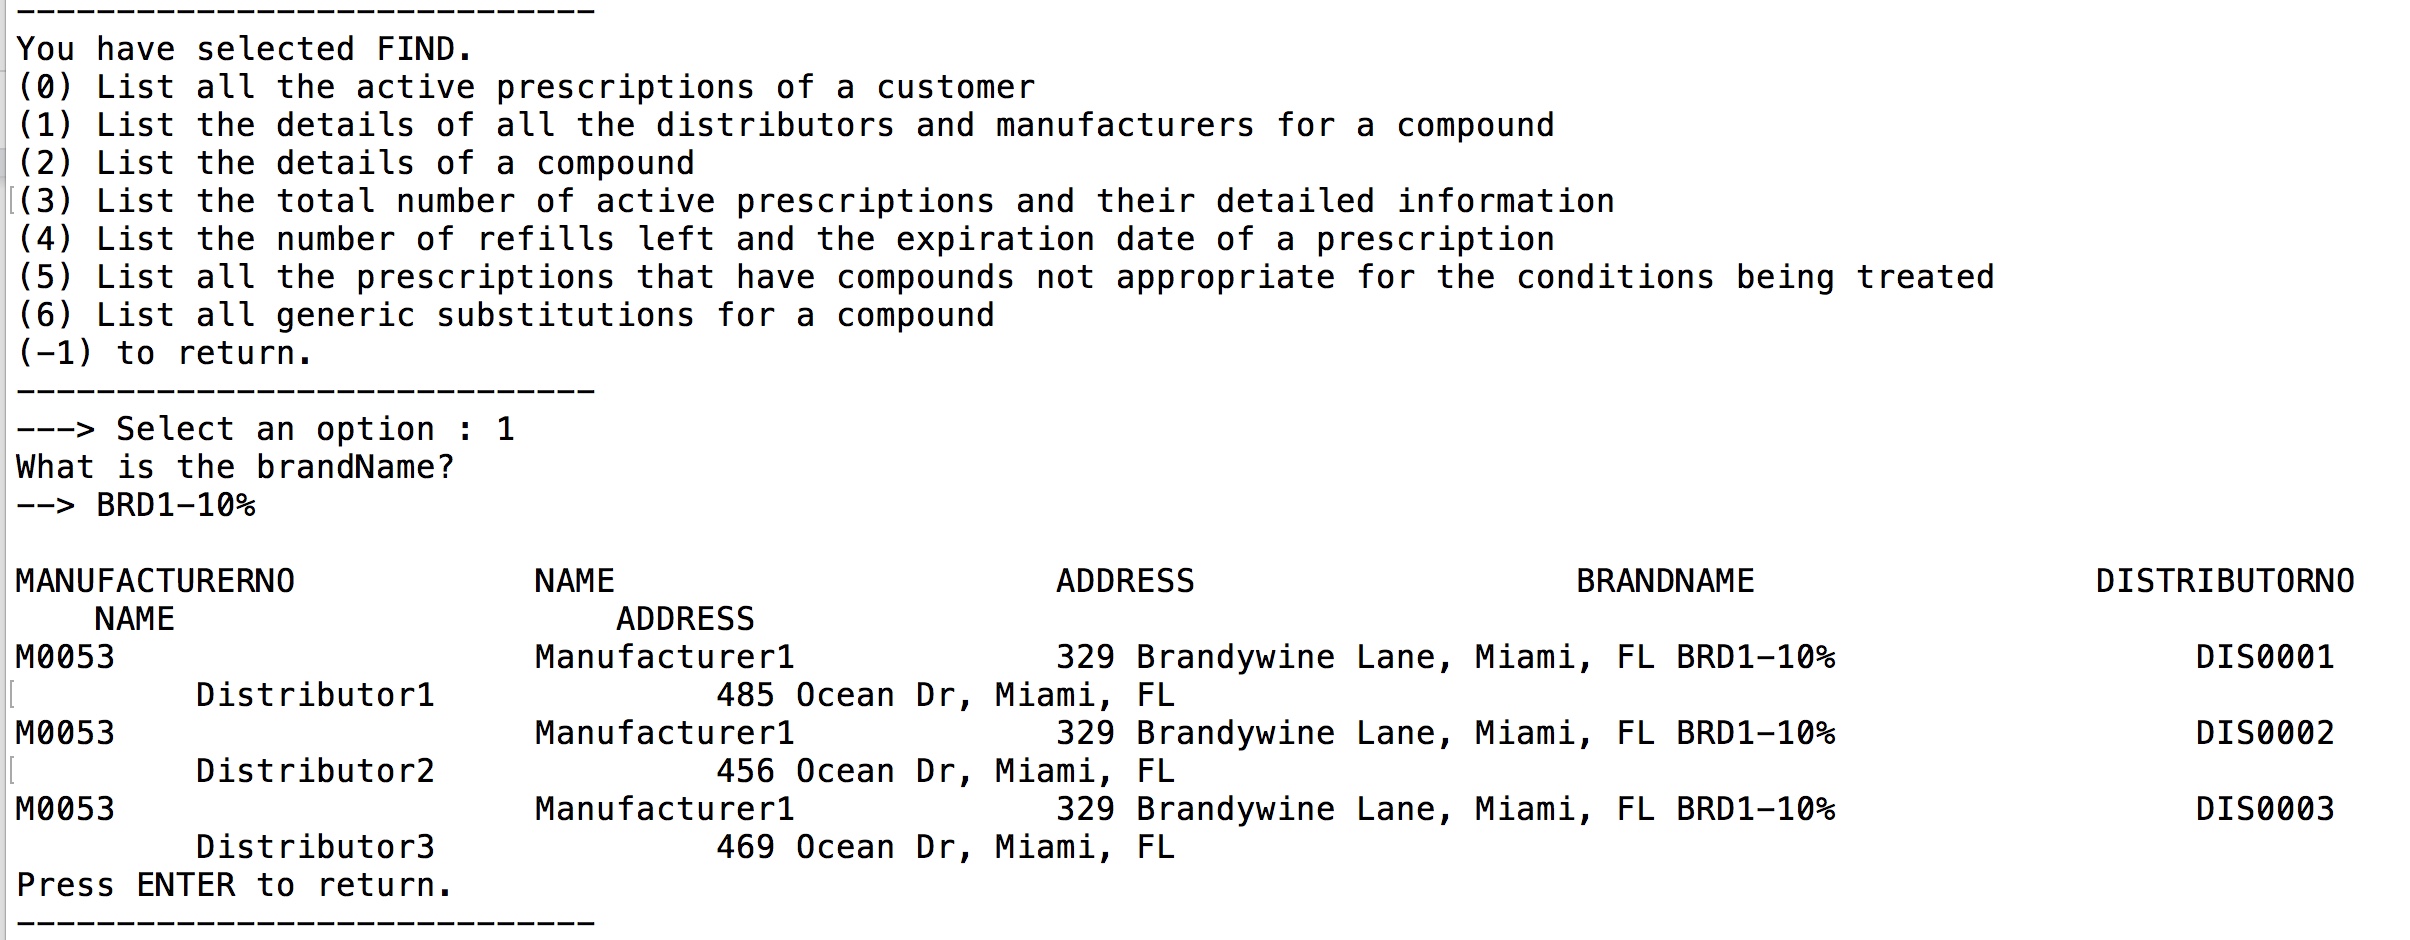 -----------------------------
You have selected FIND.
(0) List all the active prescriptions of a customer
(1) List the details of all the distributors and manufacturers for a compound
(2) List the details of a compound
[(3) List the total number of active prescriptions and their detailed information
(4) List the number of refills left and the expiration date of a prescription
(5) List all the prescriptions that have compounds not appropriate for the conditions being treated
(6) List all generic substitutions for a compound
(-1) to return.
-----------------------------
---> Select an option : 1
What is the brandName?
--> BRD1-10%
MANUFACTURERNO            NAME                      ADDRESS                   BRANDNAME                 DISTRIBUTORNO
    NAME                      ADDRESS
M0053                     Manufacturer1             329 Brandywine Lane, Miami, FL BRD1-10%                  DIS0001
[         Distributor1              485 Ocean Dr, Miami, FL
M0053                     Manufacturer1             329 Brandywine Lane, Miami, FL BRD1-10%                  DIS0002
[         Distributor2              456 Ocean Dr, Miami, FL
M0053                     Manufacturer1             329 Brandywine Lane, Miami, FL BRD1-10%                  DIS0003
         Distributor3              469 Ocean Dr, Miami, FL
Press ENTER to return.
-----------------------------